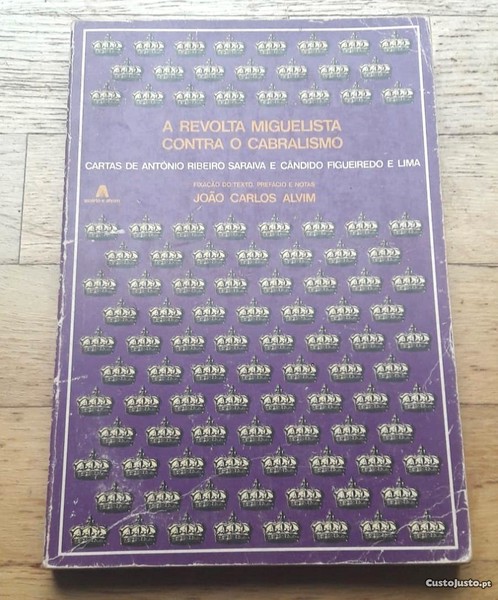 A REVOLTA MIGUELISTA
CONTRA O CABRALISMO
CARTAS DE ANTÓNIO RIBEIRO SARAIVA E CÂNDIDO FIGUEIREDO E LIMA
FIXAÇÃO DO TEXTO, PREFÁCIO E NOTAS
JOÃO CARLOS ALVIM
A
CustoJusto.pt